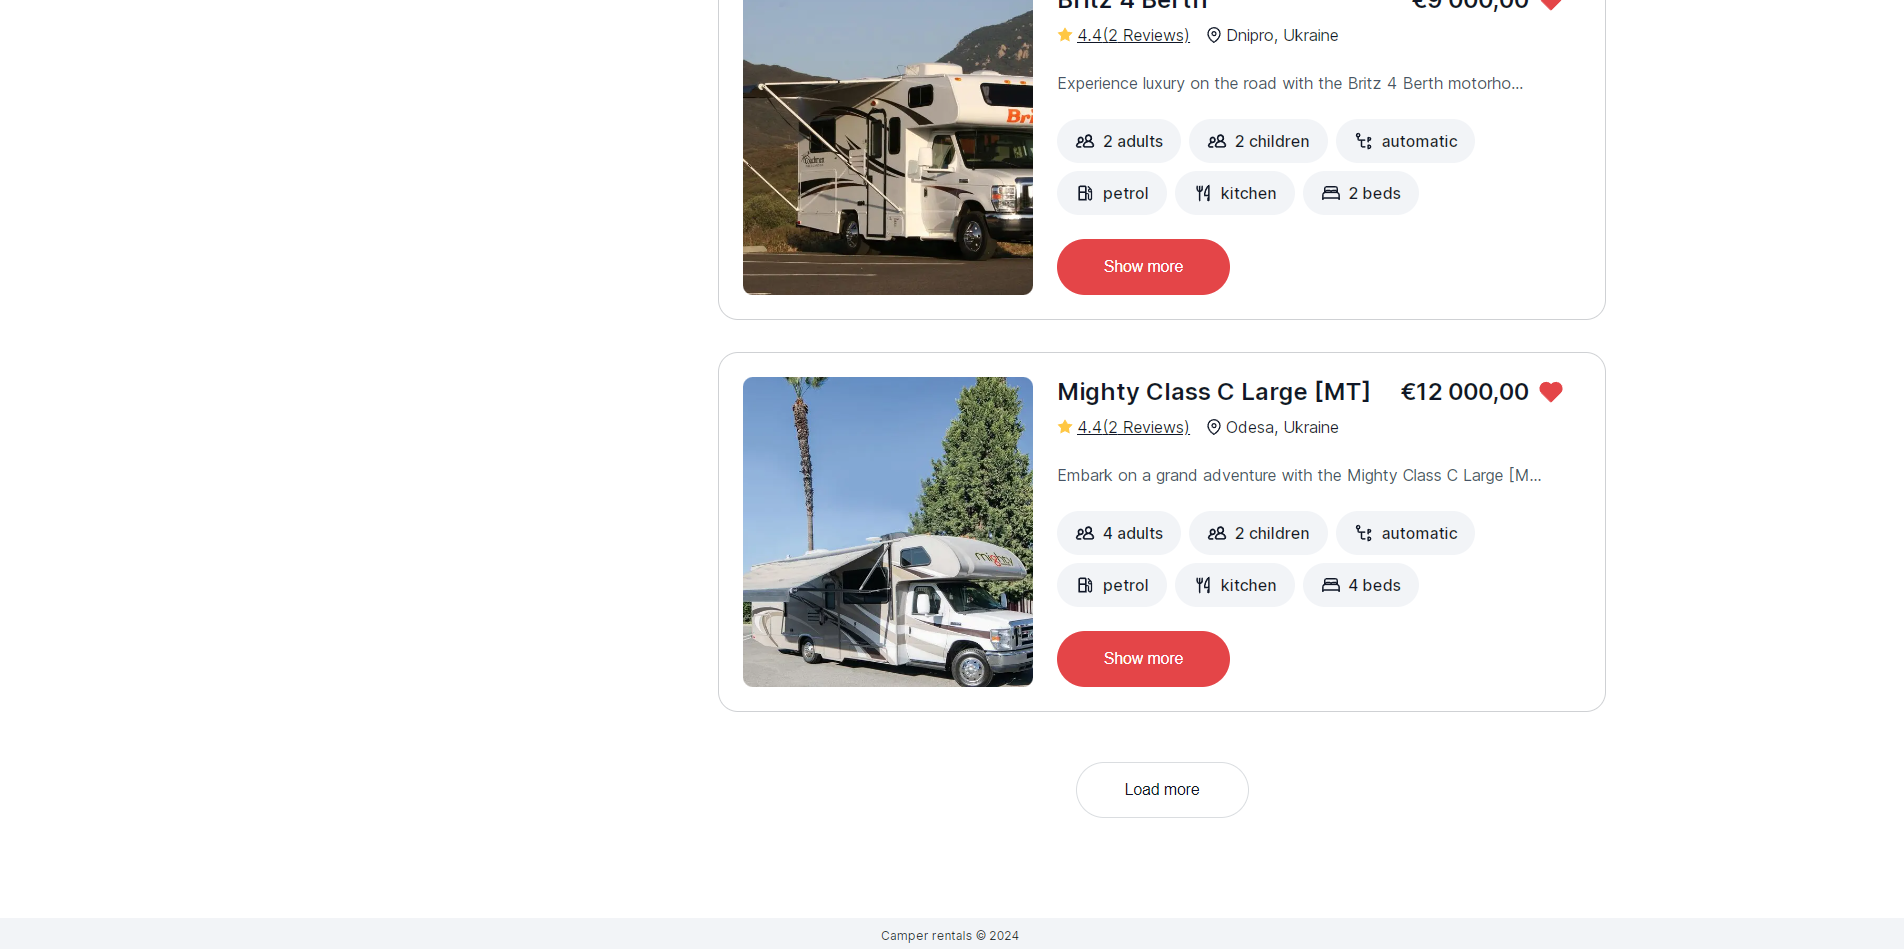 Britz 4 Berth €9 000,00
4.4(2 Reviews) Dnipro, Ukraine
Experience luxury on the road with the Britz 4 Berth motorho...
2 adults 2 children automatic
petrol kitchen 2 beds
Show more
Mighty Class C Large [MT] €12 000,00
4.4(2 Reviews) Odesa, Ukraine
Embark on a grand adventure with the Mighty Class C Large [M...
4 adults 2 children automatic
petrol kitchen 4 beds
mighty
Show more
Load more
Camper rentals © 2024